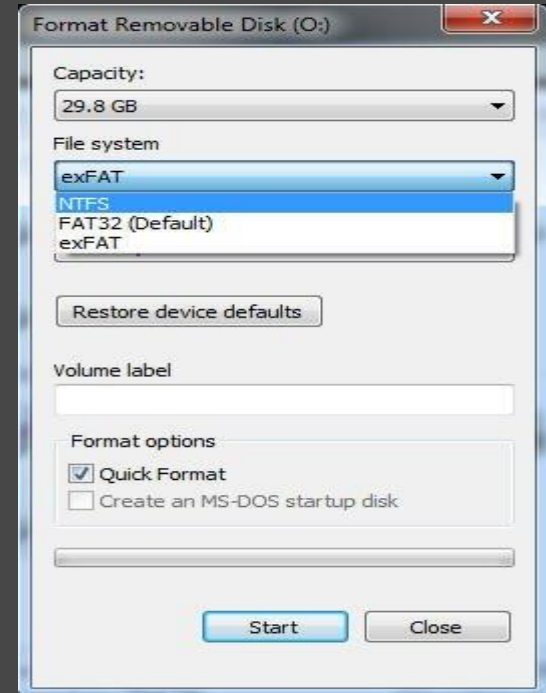 Format Removable Disk (O:)
Capacity:
29.8 GB
File system
exFAT
NTFS
FAT32 (Default)
exFAT
Restore device defaults
Volume label
Format options
Quick Format
Create an MS-DOS startup disk
Start
Close